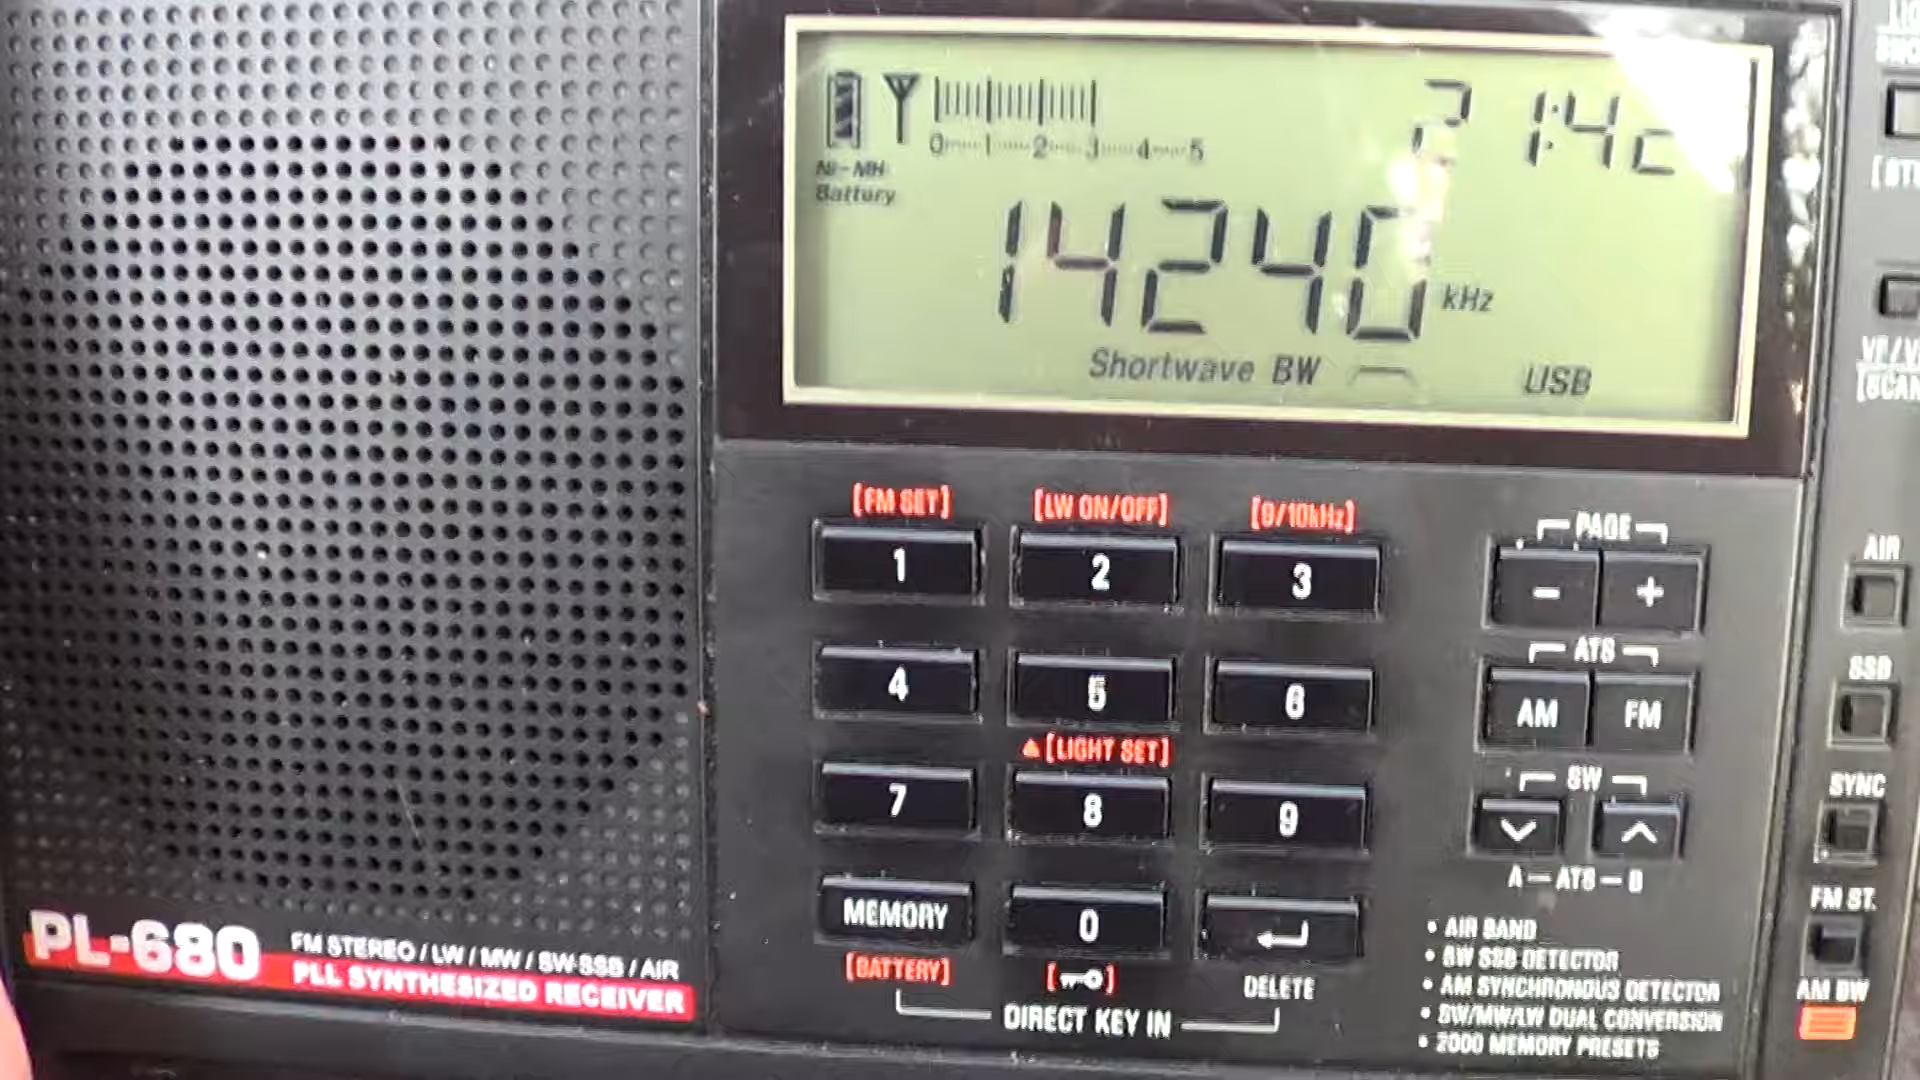 0 1 2 3 4 5
Ni-MH
Battery
14240 kHz
Shortwave BW
USB
[FM SET] [LW ON/OFF] [9/10kHz]
1 2 3
PAGE
- +
4 5 6
ATS
AM FM
[LIGHT SET]
7 8 9
SW
A — ATS — B
MEMORY 0
[BATTERY]
DELETE
DIRECT KEY IN
• AIR BAND
• SW SSB DETECTOR
• AM SYNCHRONOUS DETECTOR
• SW/MW/LW DUAL CONVERSION
• 2000 MEMORY PRESETS
AIR
SSB
SYNC
FM ST.
AM BW
PL-680
FM STEREO / LW / MW / SW-SSB / AIR
PLL SYNTHESIZED RECEIVER